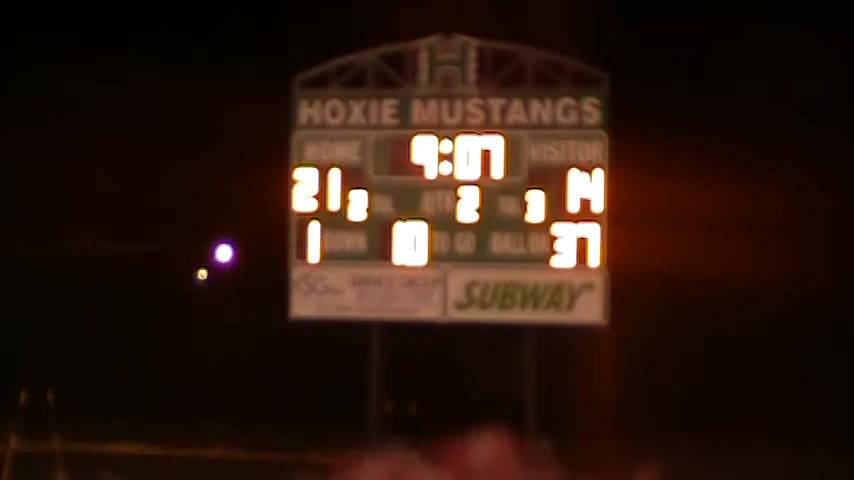 H
HOXIE MUSTANGS
HOME 9:07 VISITOR
21 2 QTR 2 3 14
1 DOWN 10 TO GO BALL ON 37
SUBWAY